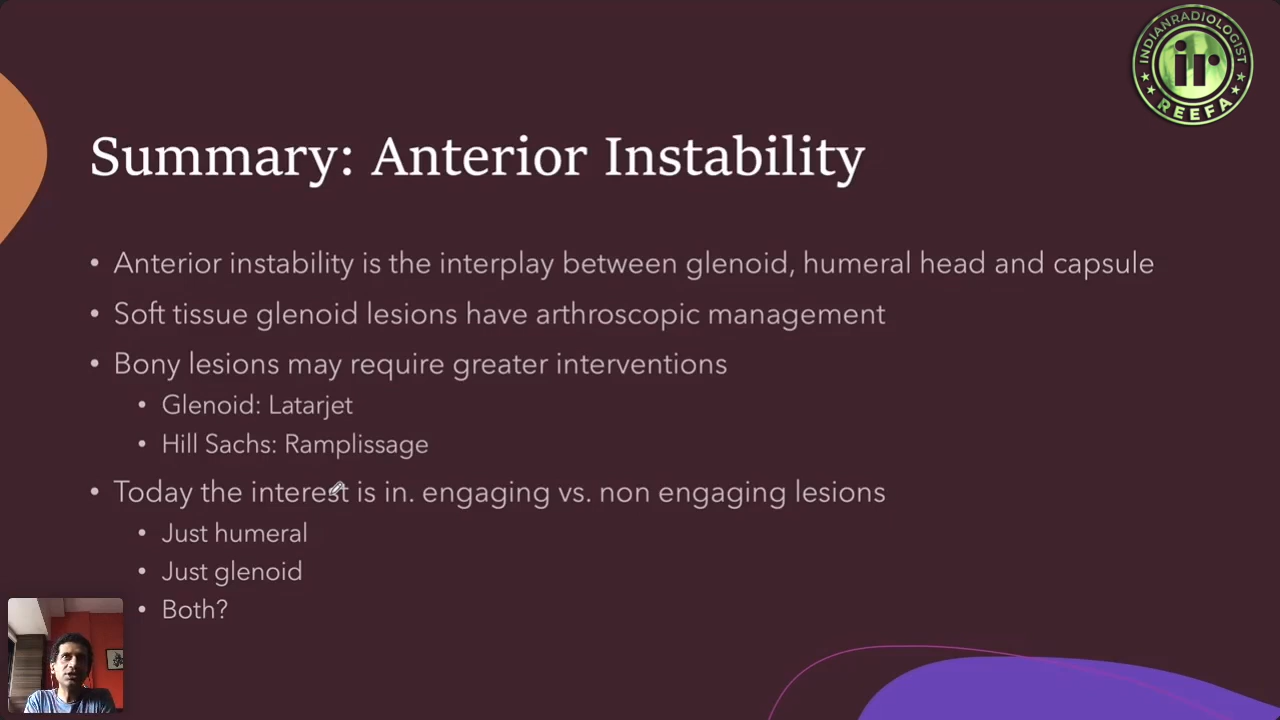 INDIANRADIOLOGIST
ir
REEFA
Summary: Anterior Instability
• Anterior instability is the interplay between glenoid, humeral head and capsule
• Soft tissue glenoid lesions have arthroscopic management
• Bony lesions may require greater interventions
• Glenoid: Latarjet
• Hill Sachs: Ramplissage
• Today the interest is in. engaging vs. non engaging lesions
• Just humeral
• Just glenoid
• Both?